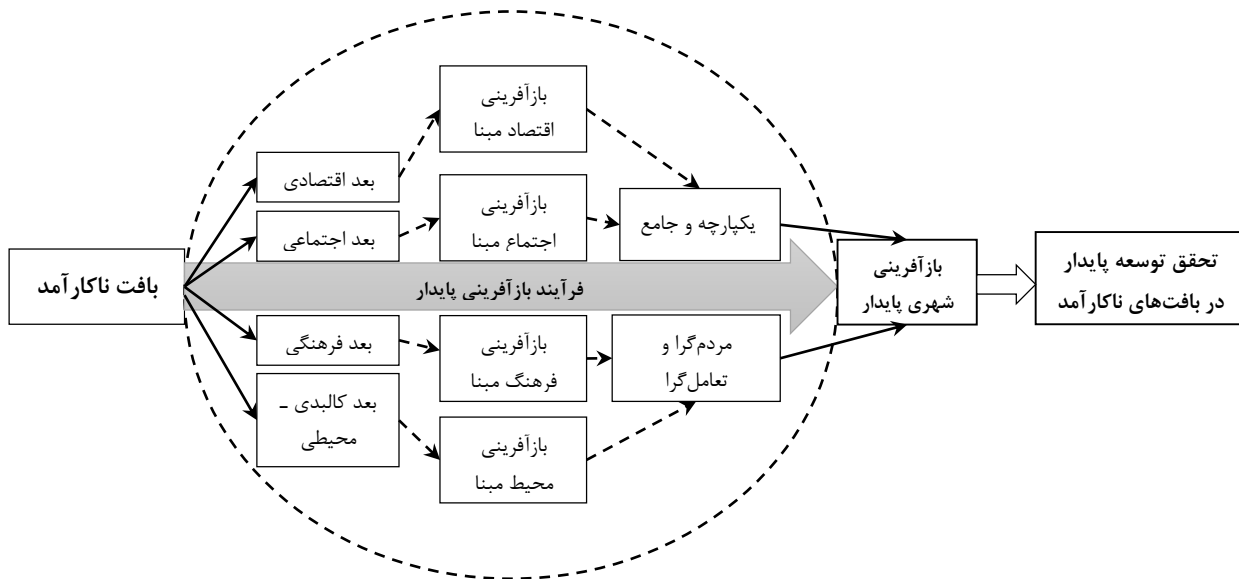 بافت ناکارآمد
بعد اقتصادی
بعد اجتماعی
بعد فرهنگی
بعد کالبدی ـ
محیطی
بازآفرینی
اقتصاد مبنا
بازآفرینی
اجتماع مبنا
فرآیند بازآفرینی پایدار
بازآفرینی
فرهنگ مبنا
بازآفرینی
محیط مبنا
یکپارچه و جامع
مردم‌گرا و
تعامل‌گرا
بازآفرینی
شهری پایدار
تحقق توسعه پایدار
در بافت‌های ناکارآمد